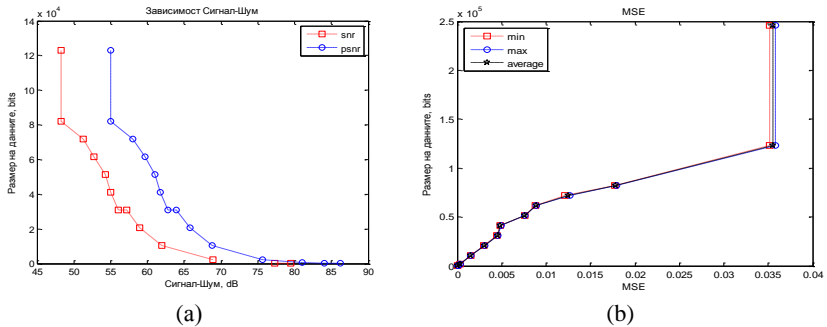 Зависимост Сигнал-Шум
x 10^4
14
12
10
8
6
4
2
0
Размер на данните, bits
snr
psnr
45 50 55 60 65 70 75 80 85 90
Сигнал-Шум, dB
(a)
MSE
x 10^5
2.5
2
1.5
1
0.5
0
Размер на данните, bits
min
max
average
0 0.005 0.01 0.015 0.02 0.025 0.03 0.035 0.04
MSE
(b)